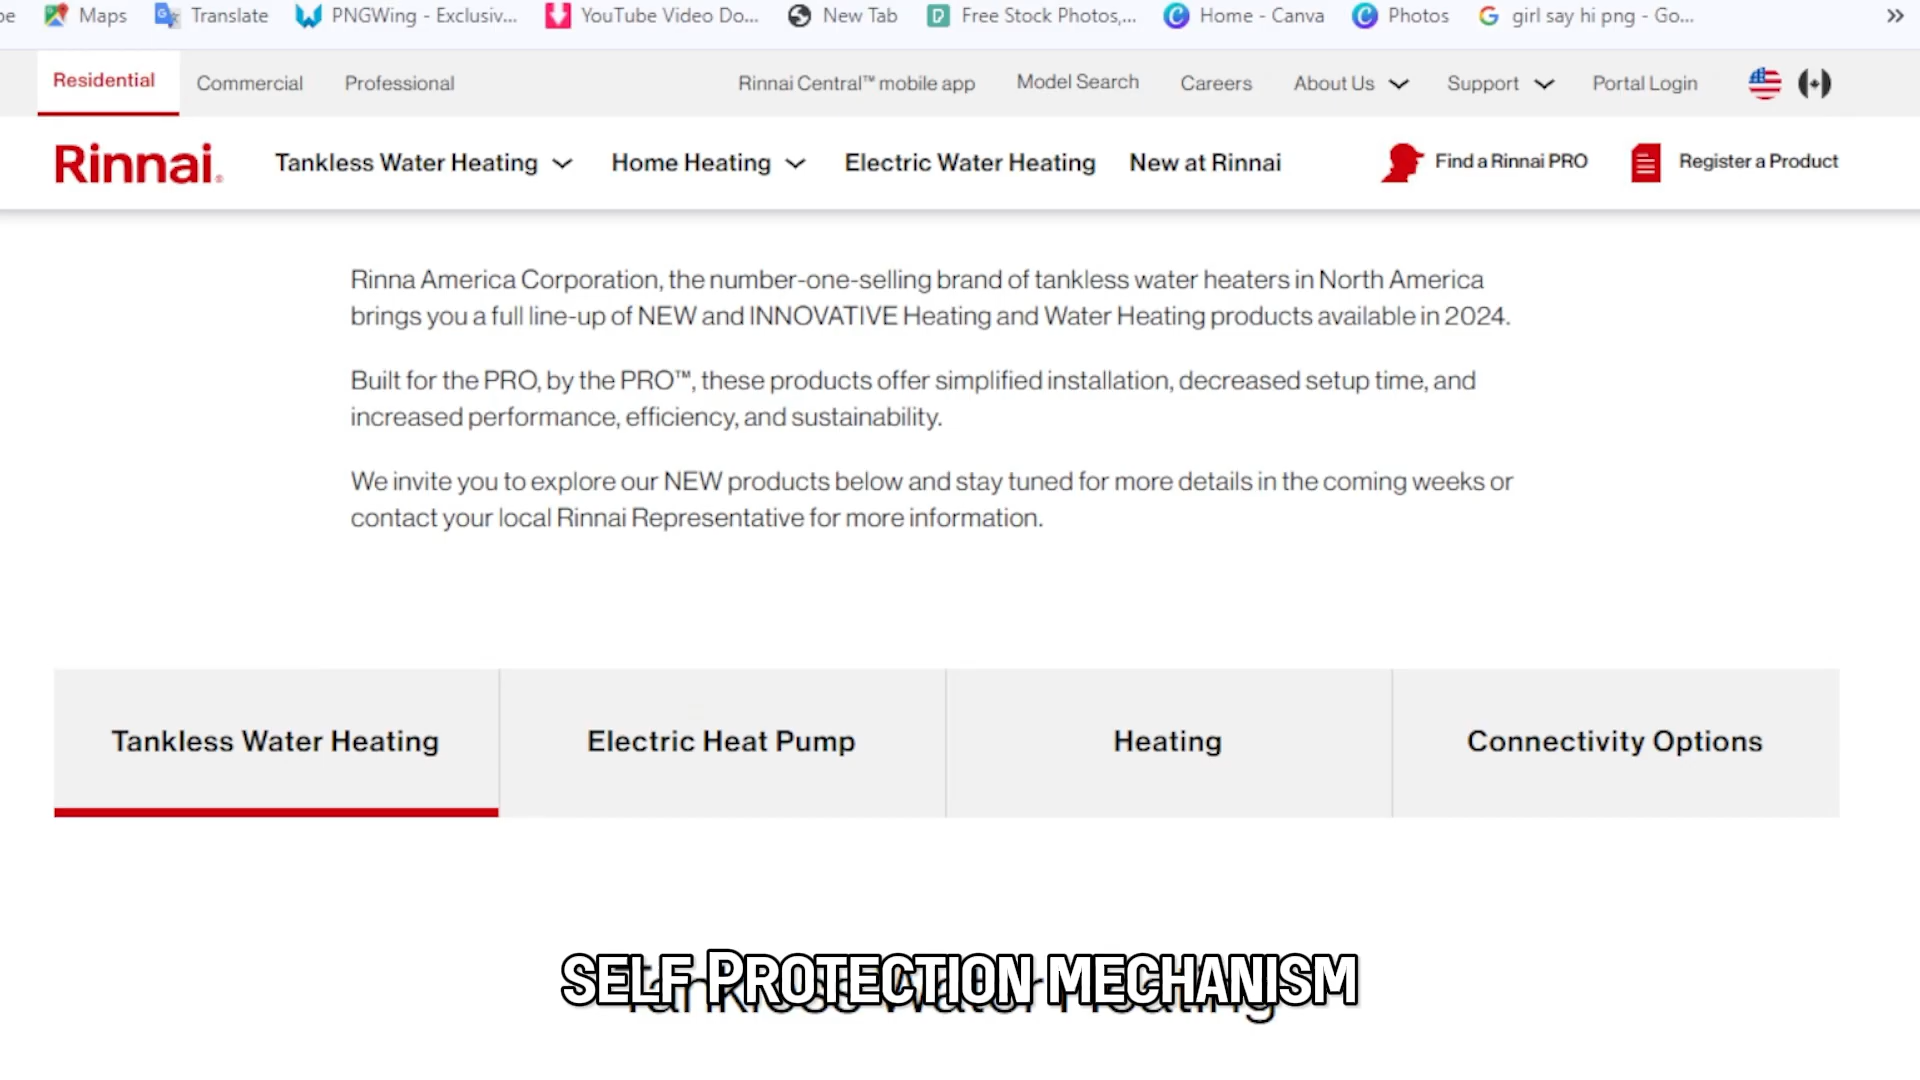 Maps Translate PNGWing - Exclusiv... YouTube Video Do... New Tab Free Stock Photos,... Home - Canva Photos girl say hi png - Go... »
Residential Commercial Professional Rinnai Central™ mobile app Model Search Careers About Us Support Portal Login
Rinnai Tankless Water Heating Home Heating Electric Water Heating New at Rinnai Find a Rinnai PRO Register a Product
Rinna America Corporation, the number-one-selling brand of tankless water heaters in North America
brings you a full line-up of NEW and INNOVATIVE Heating and Water Heating products available in 2024.
Built for the PRO, by the PRO™, these products offer simplified installation, decreased setup time, and
increased performance, efficiency, and sustainability.
We invite you to explore our NEW products below and stay tuned for more details in the coming weeks or
contact your local Rinnai Representative for more information.
Tankless Water Heating Electric Heat Pump Heating Connectivity Options
SELF PROTECTION MECHANISM
Tankless Water Heating